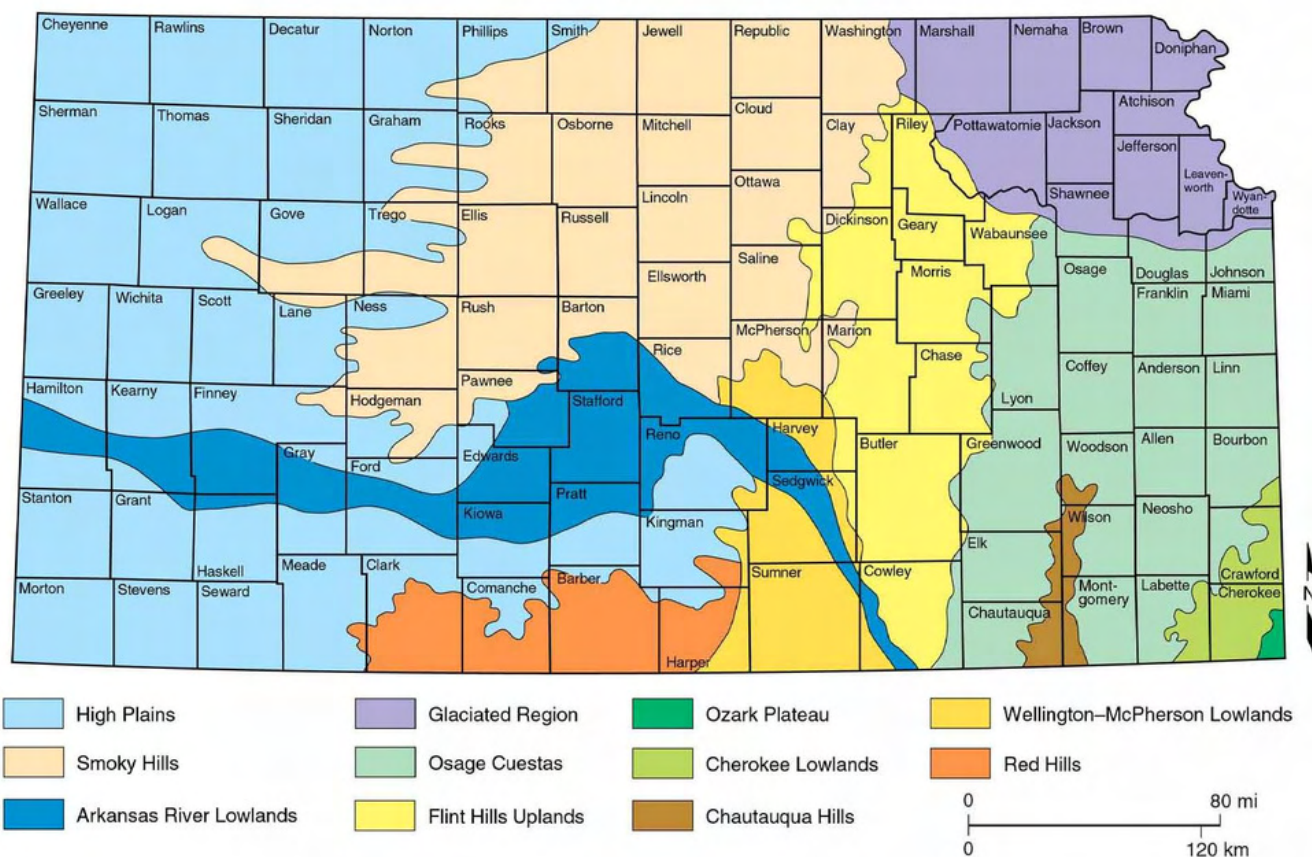 Cheyenne
Rawlins
Decatur
Norton
Phillips
Smith
Jewell
Republic
Washington
Marshall
Nemaha
Brown
Doniphan
Sherman
Thomas
Sheridan
Graham
Rooks
Osborne
Mitchell
Cloud
Clay
Riley
Pottawatomie
Jackson
Atchison
Jefferson
Leaven-
worth
Wyan-
dotte
Wallace
Logan
Gove
Trego
Ellis
Russell
Lincoln
Ottawa
Dickinson
Geary
Wabaunsee
Shawnee
Saline
Ellsworth
Morris
Osage
Douglas
Johnson
Greeley
Wichita
Scott
Lane
Ness
Rush
Barton
Rice
McPherson
Marion
Chase
Lyon
Franklin
Miami
Hamilton
Kearny
Finney
Hodgeman
Pawnee
Stafford
Reno
Harvey
Butler
Greenwood
Coffey
Anderson
Linn
Gray
Ford
Edwards
Pratt
Sedgwick
Woodson
Allen
Bourbon
Stanton
Grant
Haskell
Kiowa
Kingman
Elk
Wilson
Neosho
Crawford
Morton
Stevens
Seward
Meade
Clark
Comanche
Barber
Harper
Sumner
Cowley
Chautauqua
Mont-
gomery
Labette
Cherokee
N
High Plains
Glaciated Region
Ozark Plateau
Wellington–McPherson Lowlands
Smoky Hills
Osage Cuestas
Cherokee Lowlands
Red Hills
Arkansas River Lowlands
Flint Hills Uplands
Chautauqua Hills
0 80 mi
0 120 km